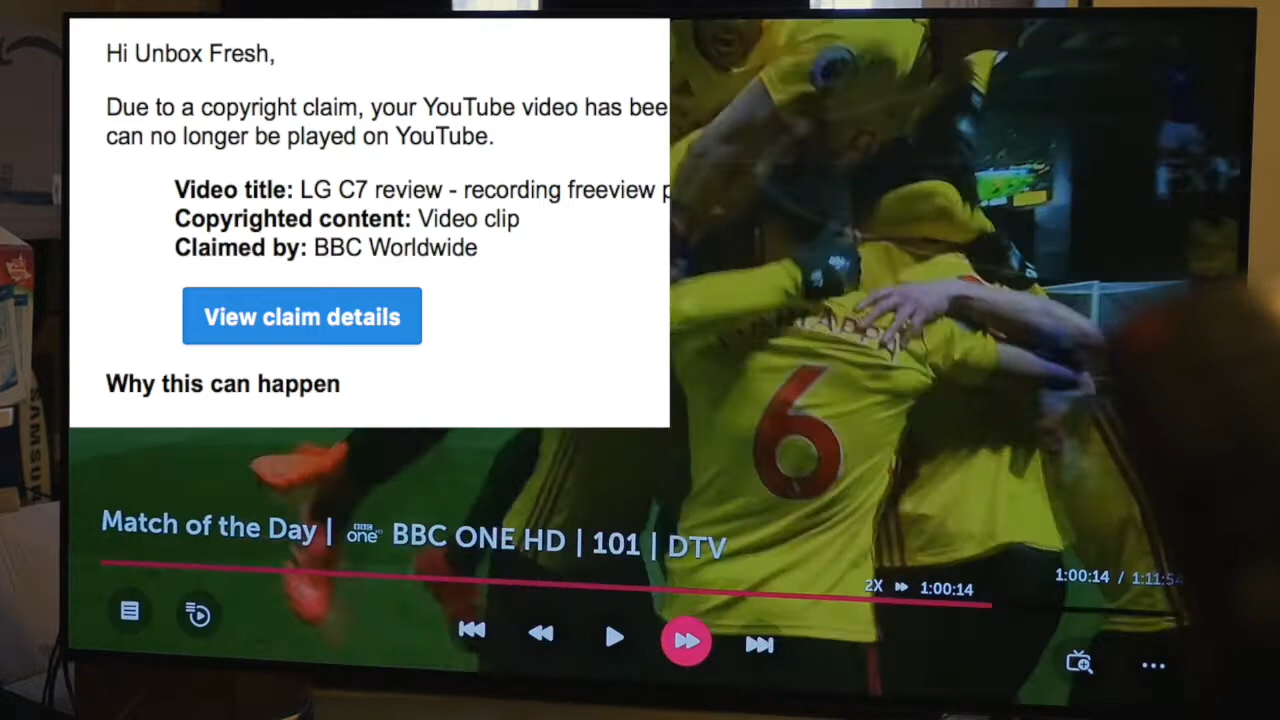 Hi Unbox Fresh,
Due to a copyright claim, your YouTube video has bee
can no longer be played on YouTube.
Video title: LG C7 review - recording freeview p
Copyrighted content: Video clip
Claimed by: BBC Worldwide
View claim details
Why this can happen
SAMSUNG
6
Match of the Day | BBC one BBC ONE HD | 101 | DTV
2X 1:00:14
1:00:14 / 1:11:54